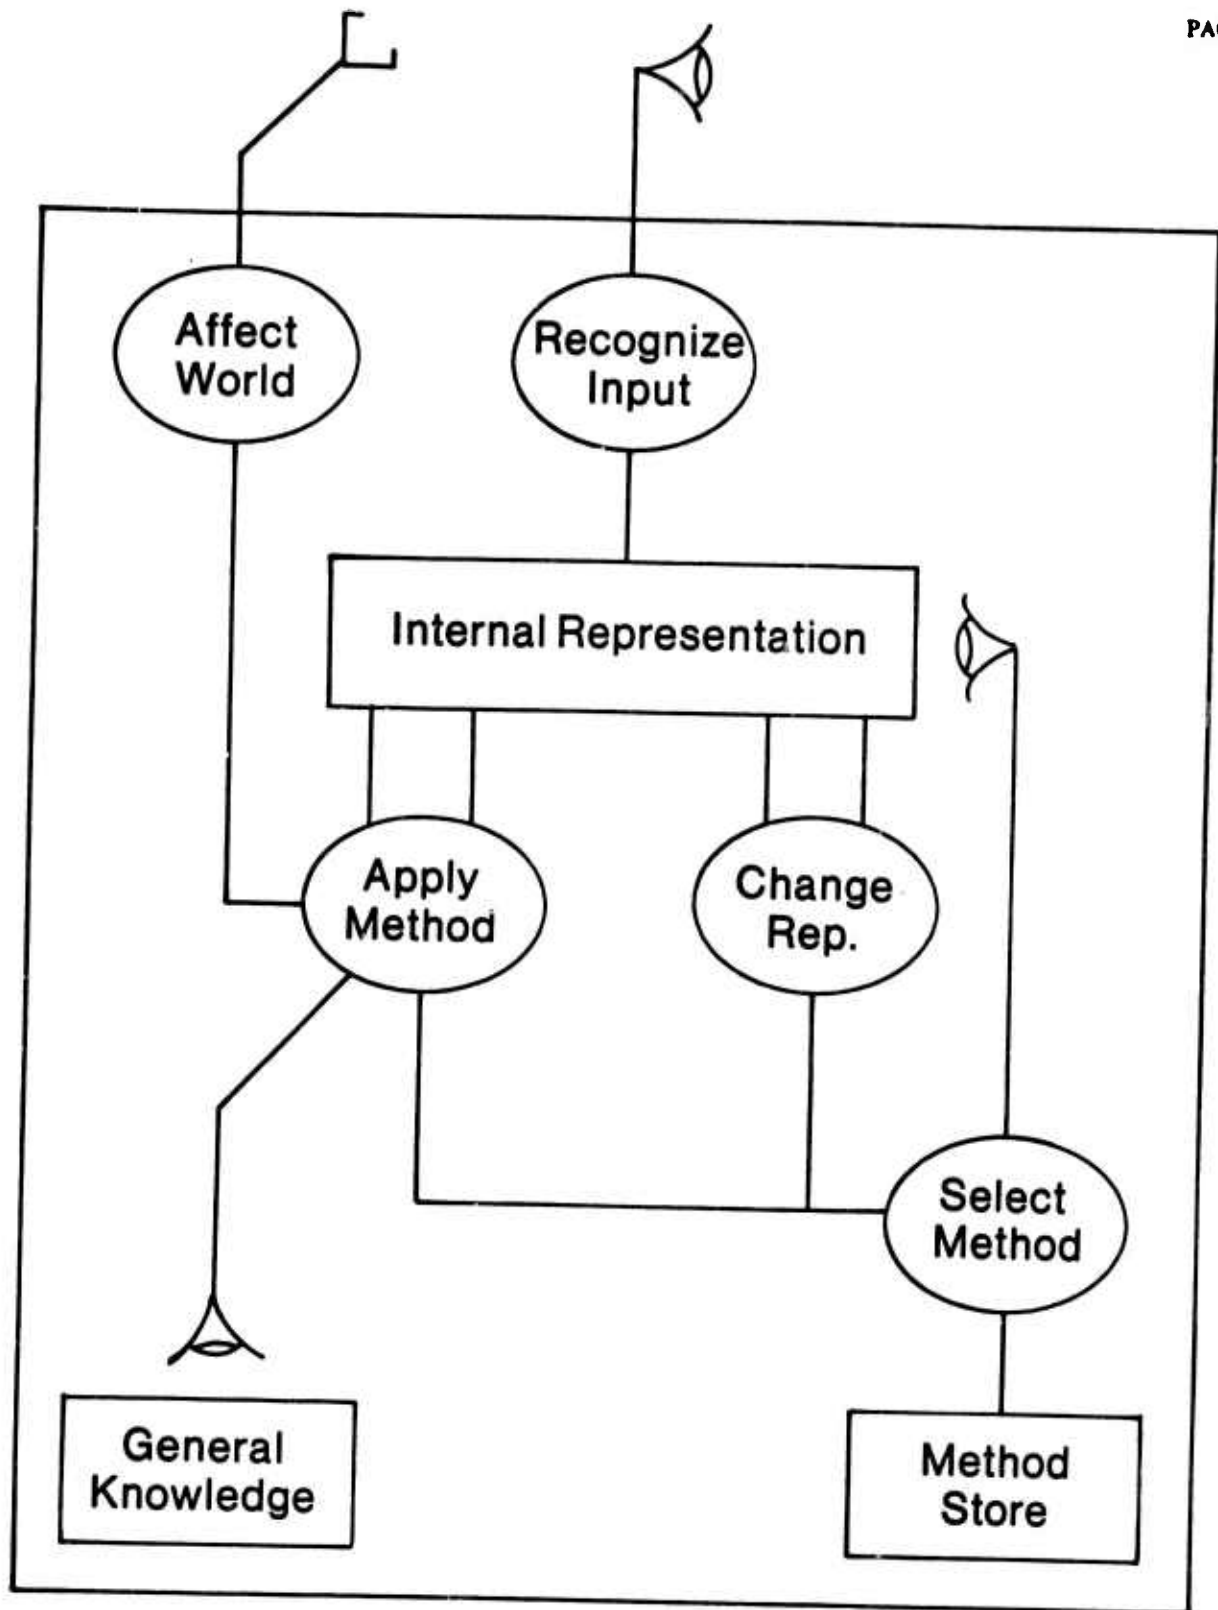 Affect
World
Recognize
Input
Internal Representation
Apply
Method
Change
Rep.
Select
Method
General
Knowledge
Method
Store